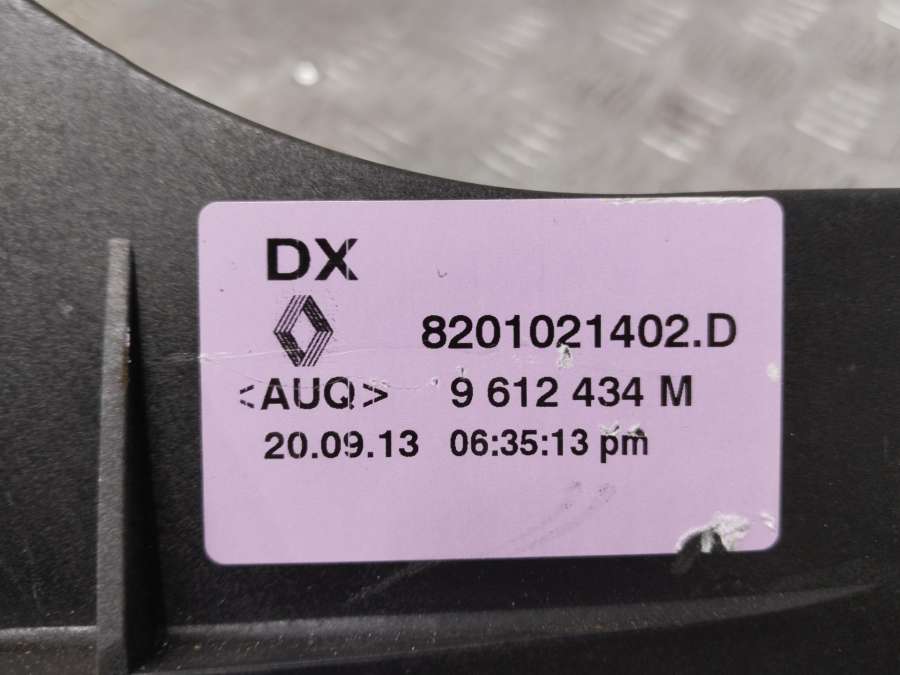 DX
8201021402.D
<AUQ> 9 612 434 M
20.09.13 06:35:13 pm